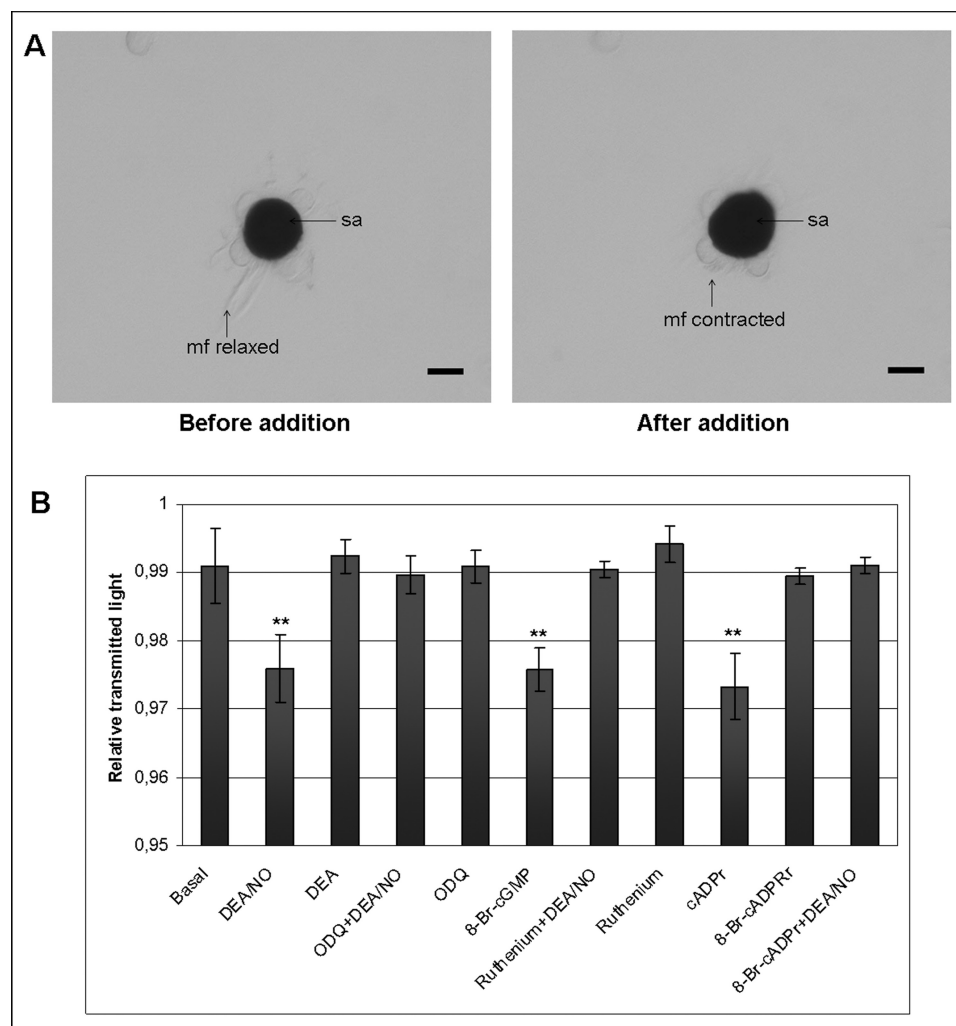 A
sa
mf relaxed
Before addition
sa
mf contracted
After addition
B
Relative transmitted light
1
0,99
0,98
0,97
0,96
0,95
**
**
**
Basal
DEA/NO
DEA
ODQ+DEA/NO
ODQ
8-Br-cGMP
Ruthenium+DEA/NO
Ruthenium
cADPr
8-Br-cADPRr
8-Br-cADPr+DEA/NO